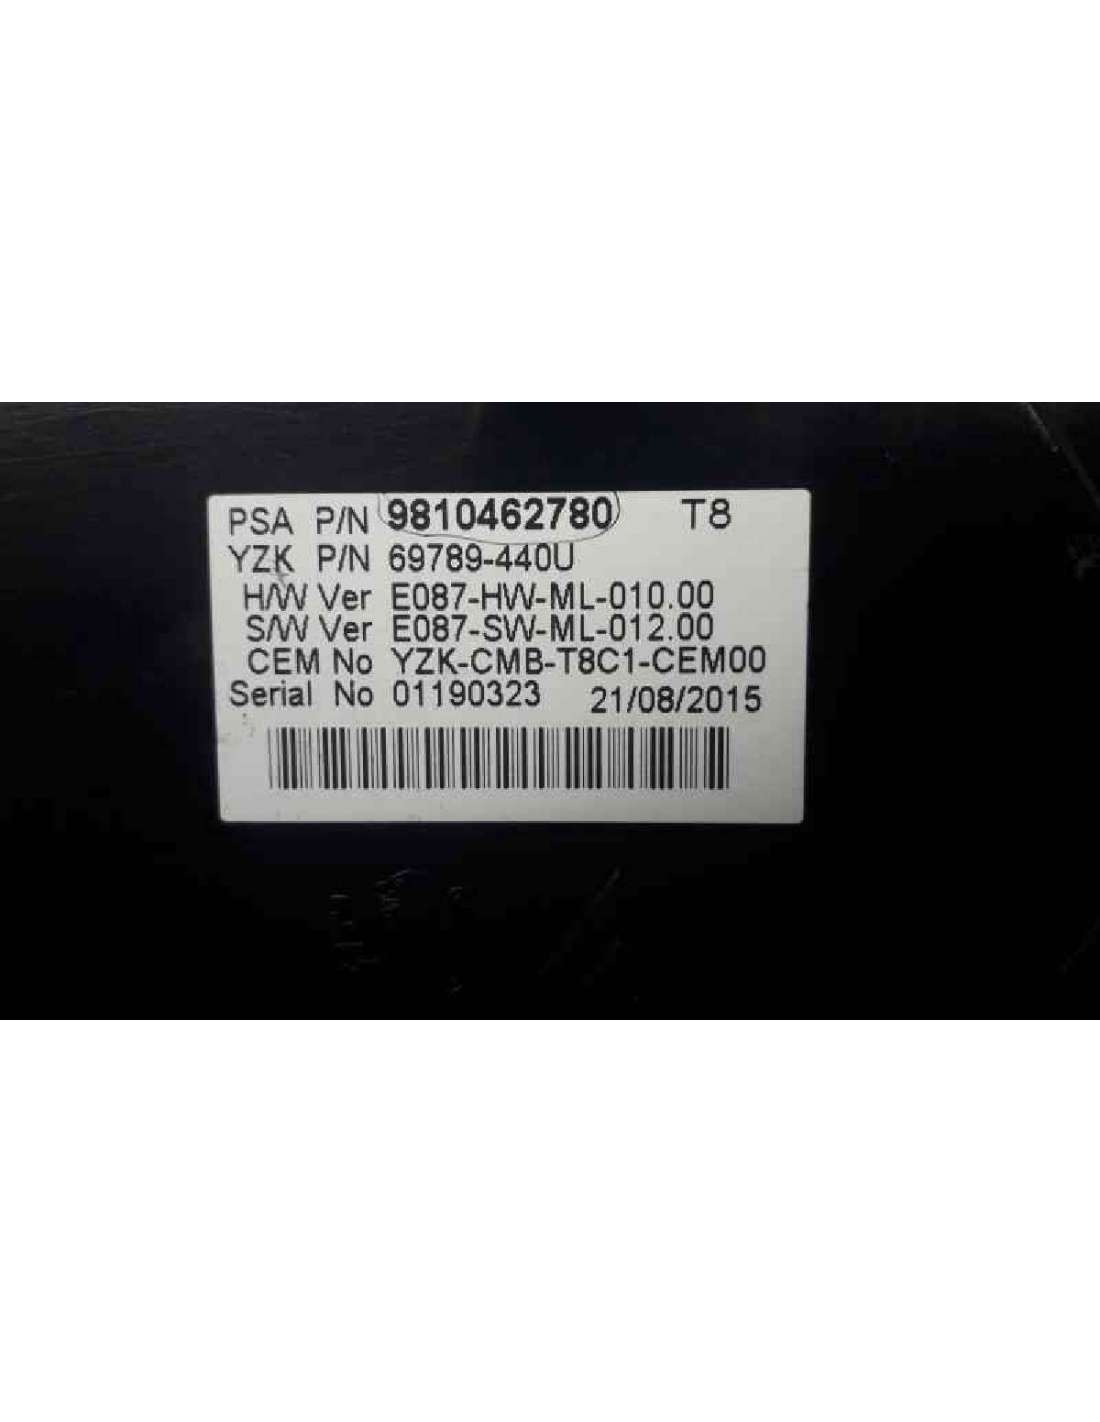 PSA P/N 9810462780 T8
YZK P/N 69789-440U
H/W Ver E087-HW-ML-010.00
S/W Ver E087-SW-ML-012.00
CEM No YZK-CMB-T8C1-CEM00
Serial No 01190323 21/08/2015